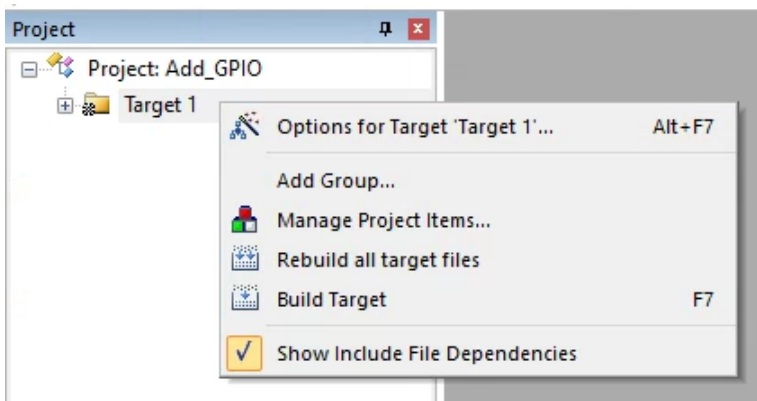 Project
Project: Add_GPIO
Target 1
Options for Target 'Target 1'... Alt+F7
Add Group...
Manage Project Items...
Rebuild all target files
Build Target F7
Show Include File Dependencies